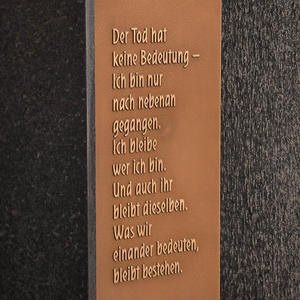 Der Tod hat
keine Bedeutung –
Ich bin nur
nach nebenan
gegangen.
Ich bleibe
wer ich bin.
Und auch ihr
bleibt dieselben.
Was wir
einander bedeuten,
bleibt bestehen.